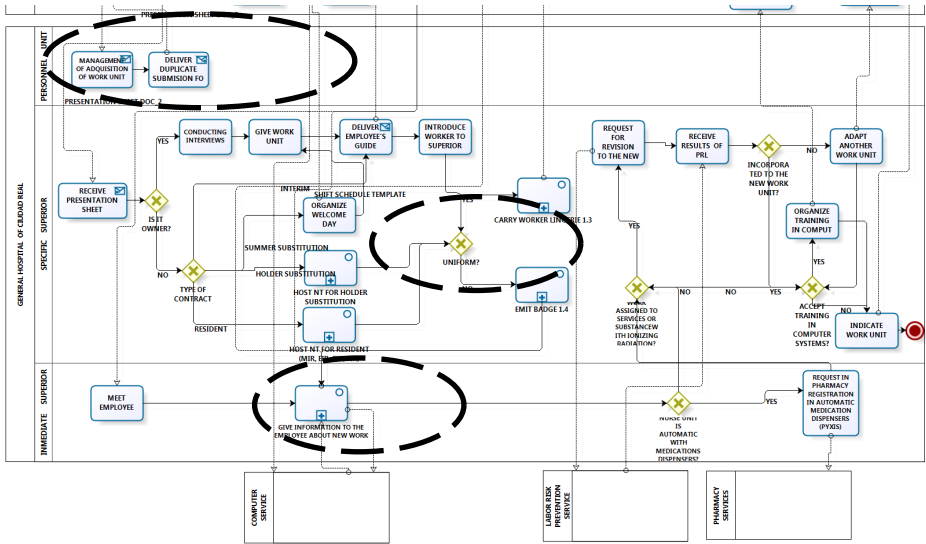 GENERAL HOSPITAL OF CIUDAD REAL
PERSONNEL UNIT
MANAGEMENT
OF ADQUISITION
OF WORK UNIT
DELIVER
DUPLICATE
SUBMISION FO
SPECIFIC SUPERIOR
RECEIVE
PRESENTATION
SHEET
IS IT
OWNER?
YES
NO
CONDUCTING
INTERVIEWS
GIVE WORK
UNIT
DELIVER
EMPLOYEE'S
GUIDE
INTRODUCE
WORKER TO
SUPERIOR
TYPE OF
CONTRACT
INTERIM
SHIFT SCHEDULE TEMPLATE
ORGANIZE
WELCOME
DAY
SUMMER SUBSTITUTION
HOLDER SUBSTITUTION
HOST NT FOR HOLDER
SUBSTITUTION
RESIDENT
HOST NT FOR RESIDENT
UNIFORM?
YES
CARRY WORKER LINGERIE 1.3
EMIT BADGE 1.4
REQUEST
FOR
REVISION
TO THE NEW
RECEIVE
RESULTS OF
PRL
INCORPORA
TED TO THE
NEW WORK
UNIT?
NO
ADAPT
ANOTHER
WORK UNIT
ORGANIZE
TRAINING
IN COMPUT
YES
YES
NO
NO
YES
ASSIGNED TO
SERVICES OR
SUBSTANCEW
ITH IONIZING
RADIATION?
ACCEPT
TRAINING
IN
COMPUTER
SYSTEMS?
NO
INDICATE
WORK UNIT
IMMEDIATE SUPERIOR
MEET
EMPLOYEE
GIVE INFORMATION TO THE
EMPLOYEE ABOUT NEW WORK
NURSE UNIT
IS
AUTOMATIC
WITH
MEDICATIONS
DISPENSERS?
YES
REQUEST IN
PHARMACY
REGISTRATION
IN AUTOMATIC
MEDICATION
DISPENSERS
(PYXIS)
COMPUTER
SERVICE
LABOR RISK
PREVENTION
SERVICE
PHARMACY
SERVICES